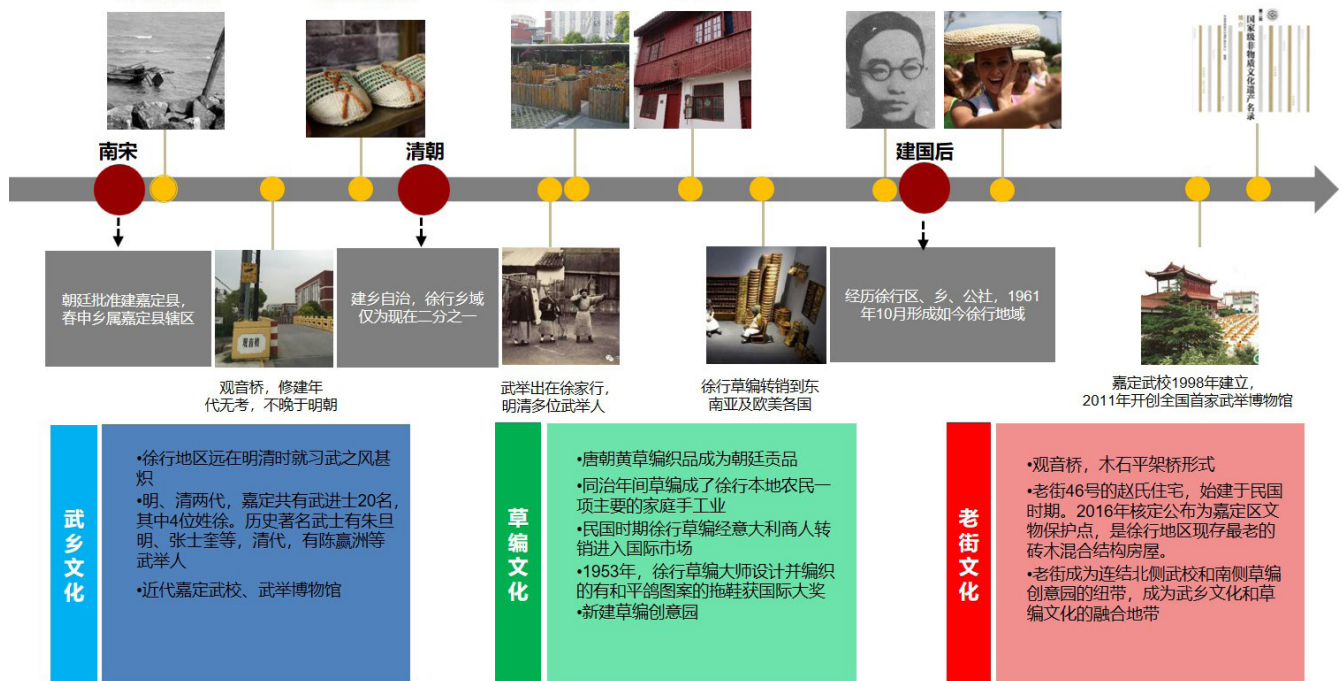 国家级非物质文化遗产名录
南宋
清朝
建国后
朝廷批准建嘉定县,
春申乡属嘉定县辖区
观音桥
建乡自治,徐行乡域
仅为现在二分之一
经历徐行区、乡、公社,1961
年10月形成如今徐行地域
观音桥,修建年
代无考,不晚于明朝
武举出在徐家行,
明清多位武举人
徐行草编转销到东
南亚及欧美各国
嘉定武校1998年建立,
2011年开创全国首家武举博物馆
武乡文化
•徐行地区远在明清时就习武之风甚
炽
•明、清两代,嘉定共有武进士20名,
其中4位姓徐。历史著名武士有朱旦
明、张士奎等,清代,有陈赢洲等
武举人
•近代嘉定武校、武举博物馆
草编文化
•唐朝黄草编织品成为朝廷贡品
•同治年间草编成了徐行本地农民一
项主要的家庭手工业
•民国时期徐行草编经意大利商人转
销进入国际市场
•1953年,徐行草编大师设计并编织
的有和平鸽图案的拖鞋获国际大奖
•新建草编创意园
老街文化
•观音桥,木石平架桥形式
•老街46号的赵氏住宅,始建于民国
时期。2016年核定公布为嘉定区文
物保护点,是徐行地区现存最老的
砖木混合结构房屋。
•老街成为连结北侧武校和南侧草编
创意园的纽带,成为武乡文化和草
编文化的融合地带